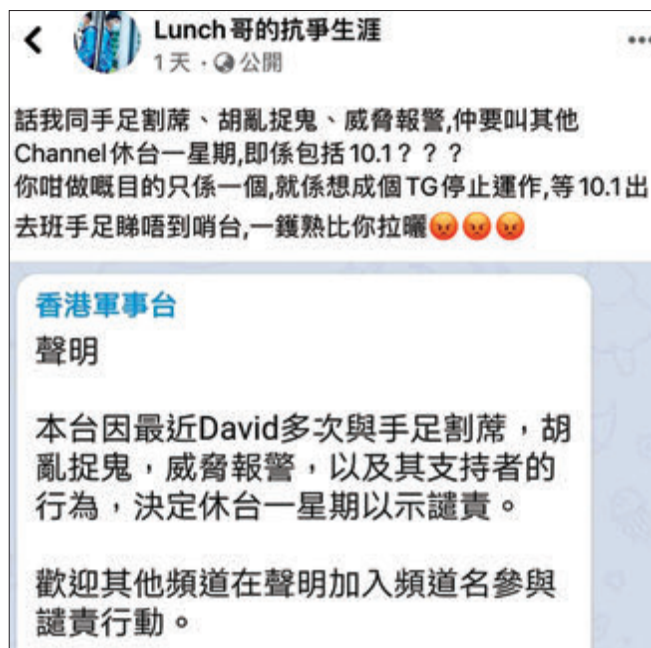 Lunch哥的抗爭生涯
1天 · 公開
話我同手足割蓆、胡亂捉鬼、威脅報警,仲要叫其他
Channel休台一星期,即係包括10.1???
你咁做嘅目的只係一個,就係想成個TG停止運作,等10.1出
去班手足睇唔到哨台,一鑊熟比你拉曬😡😡😡
香港軍事台
聲明
本台因最近David多次與手足割蓆,胡
亂捉鬼,威脅報警,以及其支持者的
行為,決定休台一星期以示譴責。
歡迎其他頻道在聲明加入頻道名參與
譴責行動。